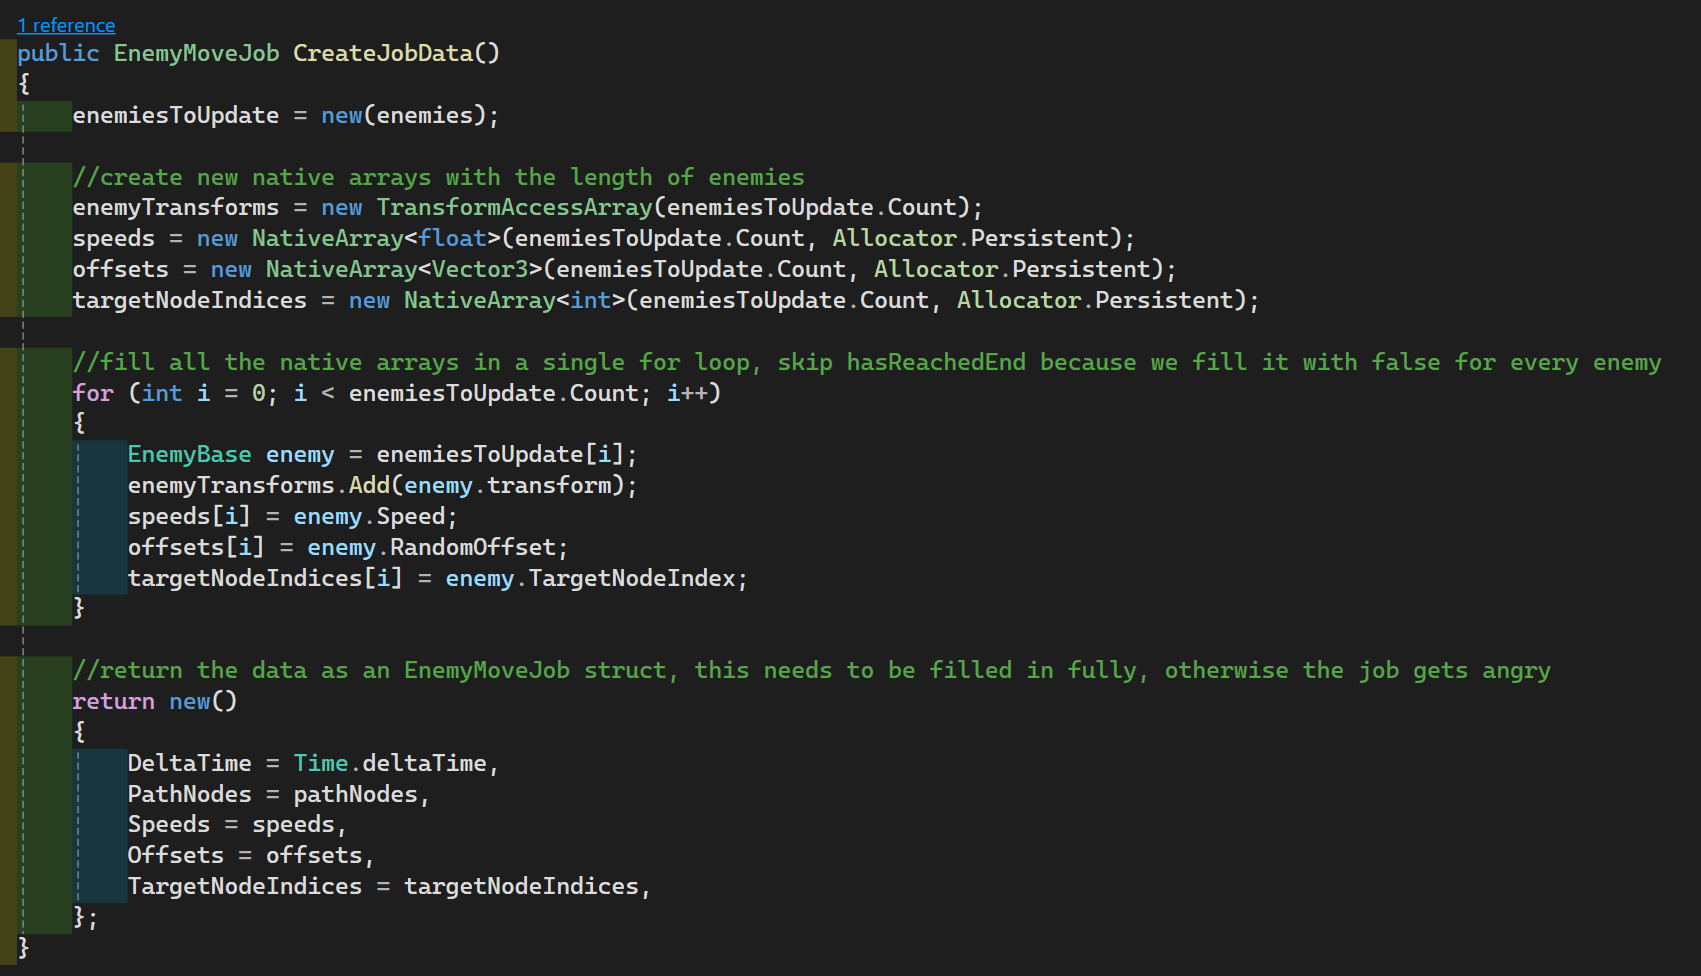 1 reference
public EnemyMoveJob CreateJobData()
{
enemiesToUpdate = new(enemies);
//create new native arrays with the length of enemies
enemyTransforms = new TransformAccessArray(enemiesToUpdate.Count);
speeds = new NativeArray<float>(enemiesToUpdate.Count, Allocator.Persistent);
offsets = new NativeArray<Vector3>(enemiesToUpdate.Count, Allocator.Persistent);
targetNodeIndices = new NativeArray<int>(enemiesToUpdate.Count, Allocator.Persistent);
//fill all the native arrays in a single for loop, skip hasReachedEnd because we fill it with false for every enemy
for (int i = 0; i < enemiesToUpdate.Count; i++)
{
EnemyBase enemy = enemiesToUpdate[i];
enemyTransforms.Add(enemy.transform);
speeds[i] = enemy.Speed;
offsets[i] = enemy.RandomOffset;
targetNodeIndices[i] = enemy.TargetNodeIndex;
}
//return the data as an EnemyMoveJob struct, this needs to be filled in fully, otherwise the job gets angry
return new()
{
DeltaTime = Time.deltaTime,
PathNodes = pathNodes,
Speeds = speeds,
Offsets = offsets,
TargetNodeIndices = targetNodeIndices,
};
}